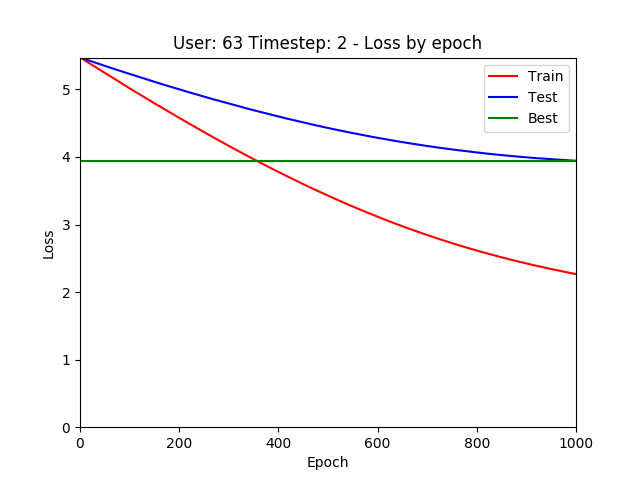 User: 63 Timestep: 2 - Loss by epoch
Train
Test
Best
5
4
3
2
1
0
Loss
0 200 400 600 800 1000
Epoch